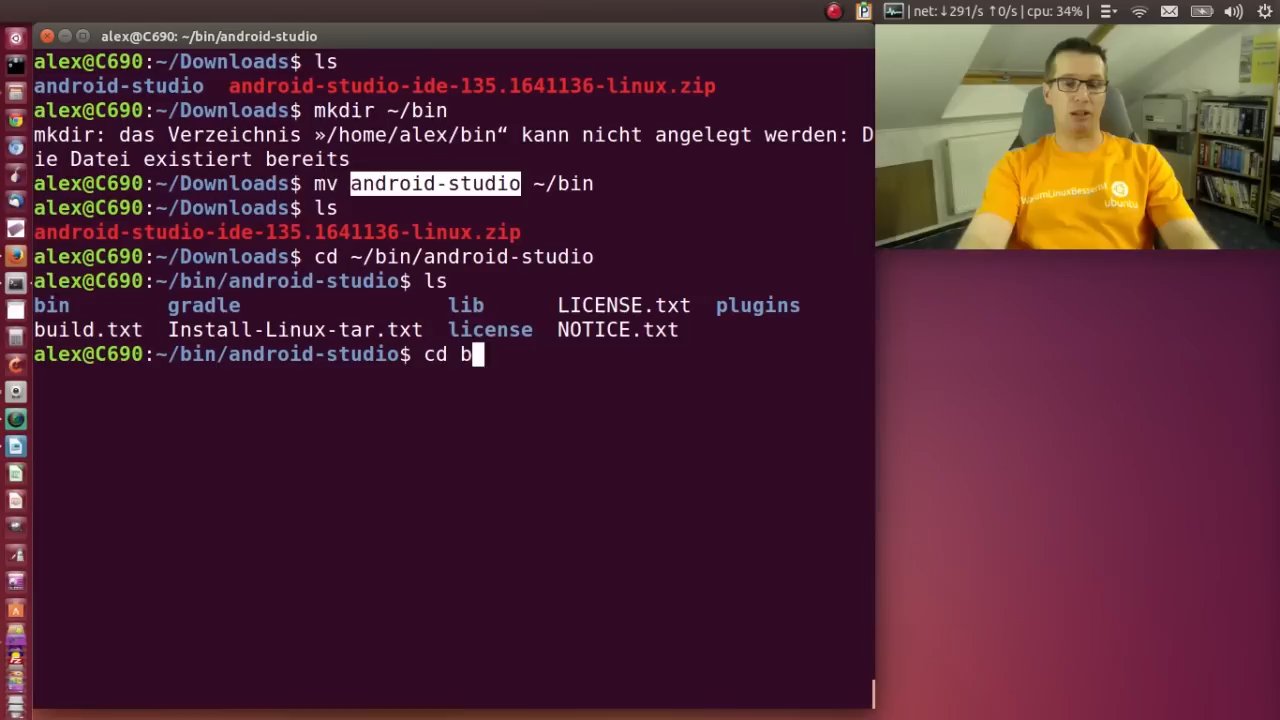 net:↓291/s ↑0/s | cpu: 34%
alex@C690: ~/bin/android-studio
alex@C690:~/Downloads$ ls
android-studio  android-studio-ide-135.1641136-linux.zip
alex@C690:~/Downloads$ mkdir ~/bin
mkdir: das Verzeichnis »/home/alex/bin“ kann nicht angelegt werden: D
ie Datei existiert bereits
alex@C690:~/Downloads$ mv android-studio ~/bin
alex@C690:~/Downloads$ ls
android-studio-ide-135.1641136-linux.zip
alex@C690:~/Downloads$ cd ~/bin/android-studio
alex@C690:~/bin/android-studio$ ls
bin gradle lib LICENSE.txt plugins
build.txt Install-Linux-tar.txt license NOTICE.txt
alex@C690:~/bin/android-studio$ cd b
ubuntu